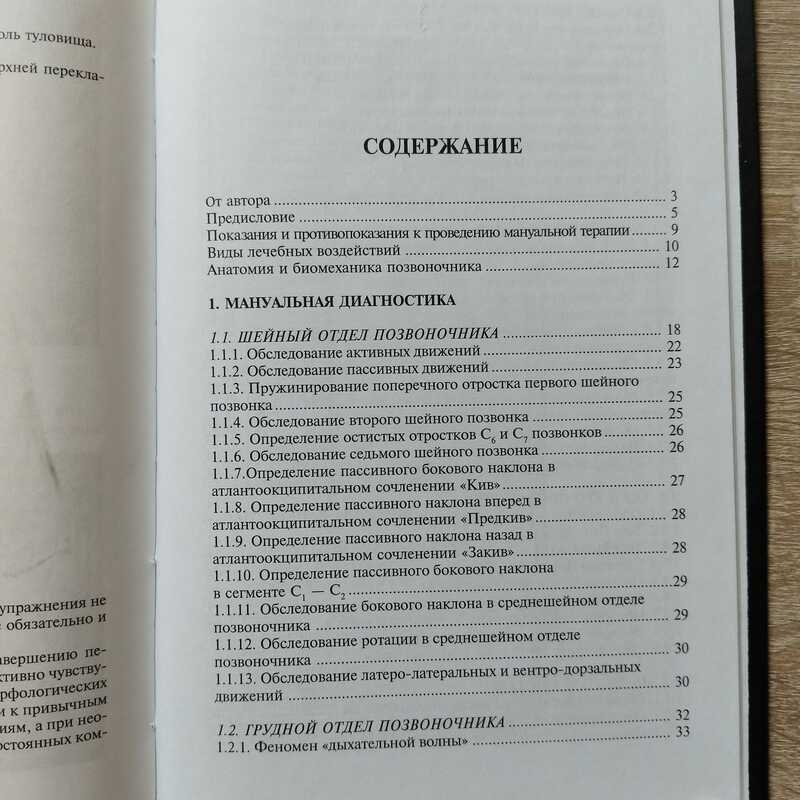 оль туловища.
рхней перекла-
упражнения не
обязательно и
авершению пе-
ктивно чувству-
рфологических
и к привычным
иям, а при нео-
остоянных ком-
СОДЕРЖАНИЕ
От автора ... 3
Предисловие ... 5
Показания и противопоказания к проведению мануальной терапии ... 9
Виды лечебных воздействий ... 10
Анатомия и биомеханика позвоночника ... 12
1. МАНУАЛЬНАЯ ДИАГНОСТИКА
1.1. ШЕЙНЫЙ ОТДЕЛ ПОЗВОНОЧНИКА ... 18
1.1.1. Обследование активных движений ... 22
1.1.2. Обследование пассивных движений ... 23
1.1.3. Пружинирование поперечного отростка первого шейного
позвонка ... 25
1.1.4. Обследование второго шейного позвонка ... 25
1.1.5. Определение остистых отростков C6 и C7 позвонков ... 26
1.1.6. Обследование седьмого шейного позвонка ... 26
1.1.7.Определение пассивного бокового наклона в
атлантоокципитальном сочленении «Кив» ... 27
1.1.8. Определение пассивного наклона вперед в
атлантоокципитальном сочленении «Предкив» ... 28
1.1.9. Определение пассивного наклона назад в
атлантоокципитальном сочленении «Закив» ... 28
1.1.10. Определение пассивного бокового наклона
в сегменте C1 — C2 ... 29
1.1.11. Обследование бокового наклона в среднешейном отделе
позвоночника ... 29
1.1.12. Обследование ротации в среднешейном отделе
позвоночника ... 30
1.1.13. Обследование латеро-латеральных и вентро-дорзальных
движений ... 30
1.2. ГРУДНОЙ ОТДЕЛ ПОЗВОНОЧНИКА ... 32
1.2.1. Феномен «дыхательной волны» ... 33